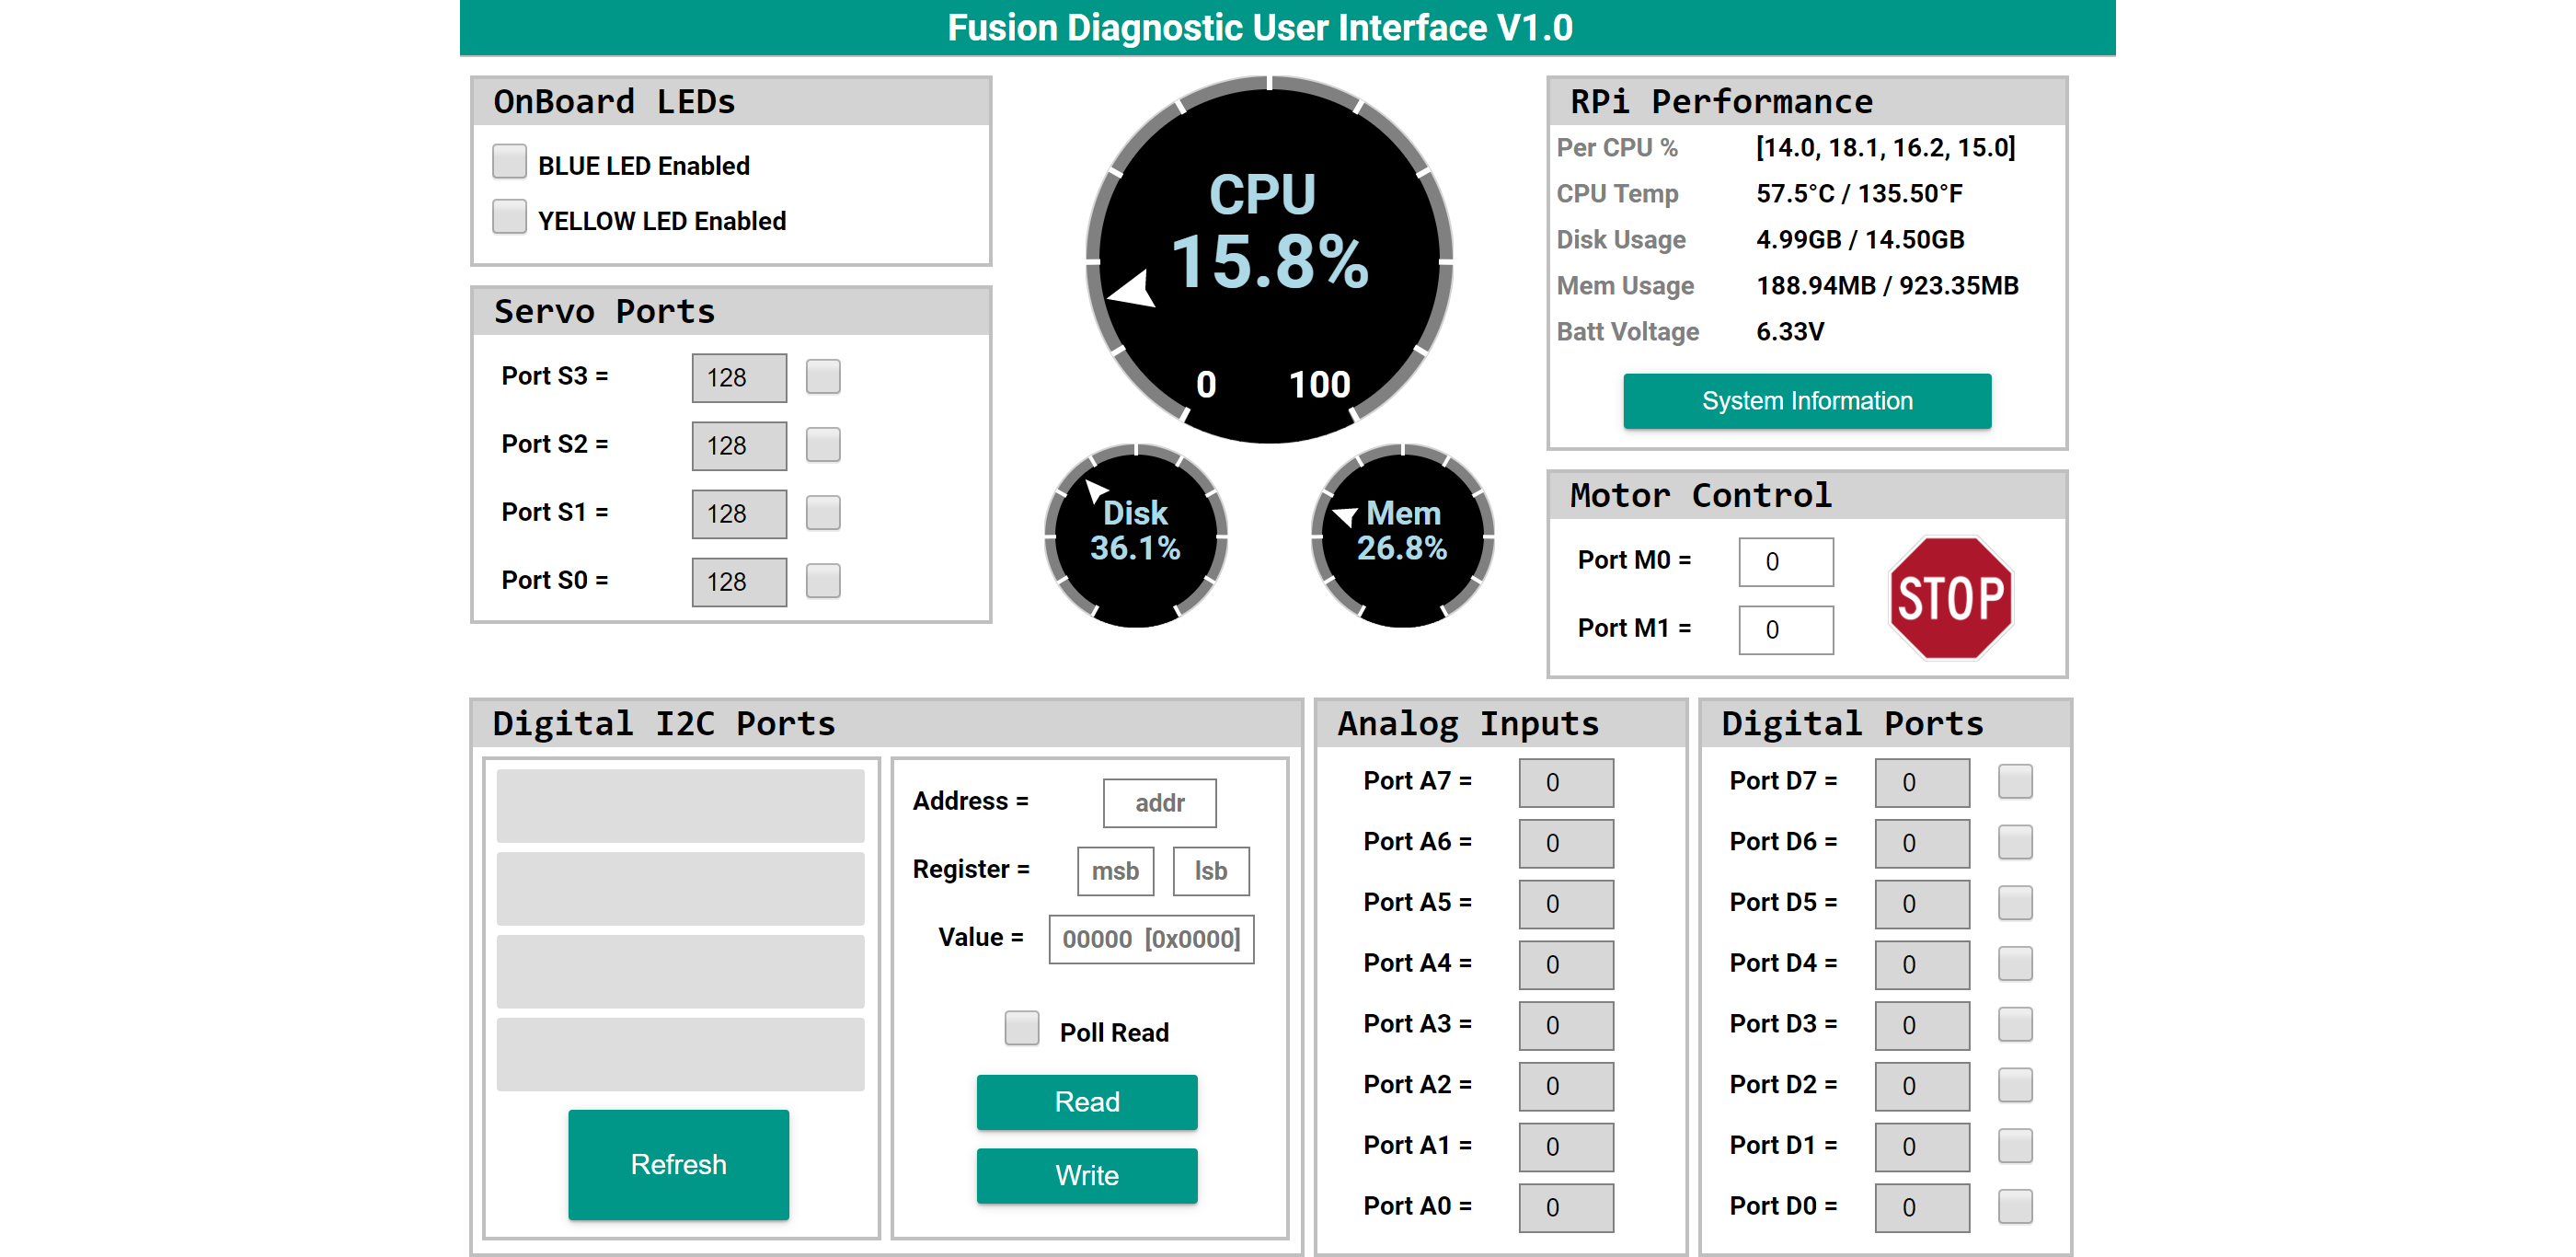 Fusion Diagnostic User Interface V1.0
OnBoard LEDs
BLUE LED Enabled
YELLOW LED Enabled
Servo Ports
Port S3 = 128
Port S2 = 128
Port S1 = 128
Port S0 = 128
CPU
15.8%
0 100
Disk
36.1%
Mem
26.8%
RPi Performance
Per CPU % [14.0, 18.1, 16.2, 15.0]
CPU Temp 57.5°C / 135.50°F
Disk Usage 4.99GB / 14.50GB
Mem Usage 188.94MB / 923.35MB
Batt Voltage 6.33V
System Information
Motor Control
Port M0 = 0
Port M1 = 0
STOP
Digital I2C Ports
Refresh
Address = addr
Register = msb lsb
Value = 00000 [0x0000]
Poll Read
Read
Write
Analog Inputs
Port A7 = 0
Port A6 = 0
Port A5 = 0
Port A4 = 0
Port A3 = 0
Port A2 = 0
Port A1 = 0
Port A0 = 0
Digital Ports
Port D7 = 0
Port D6 = 0
Port D5 = 0
Port D4 = 0
Port D3 = 0
Port D2 = 0
Port D1 = 0
Port D0 = 0